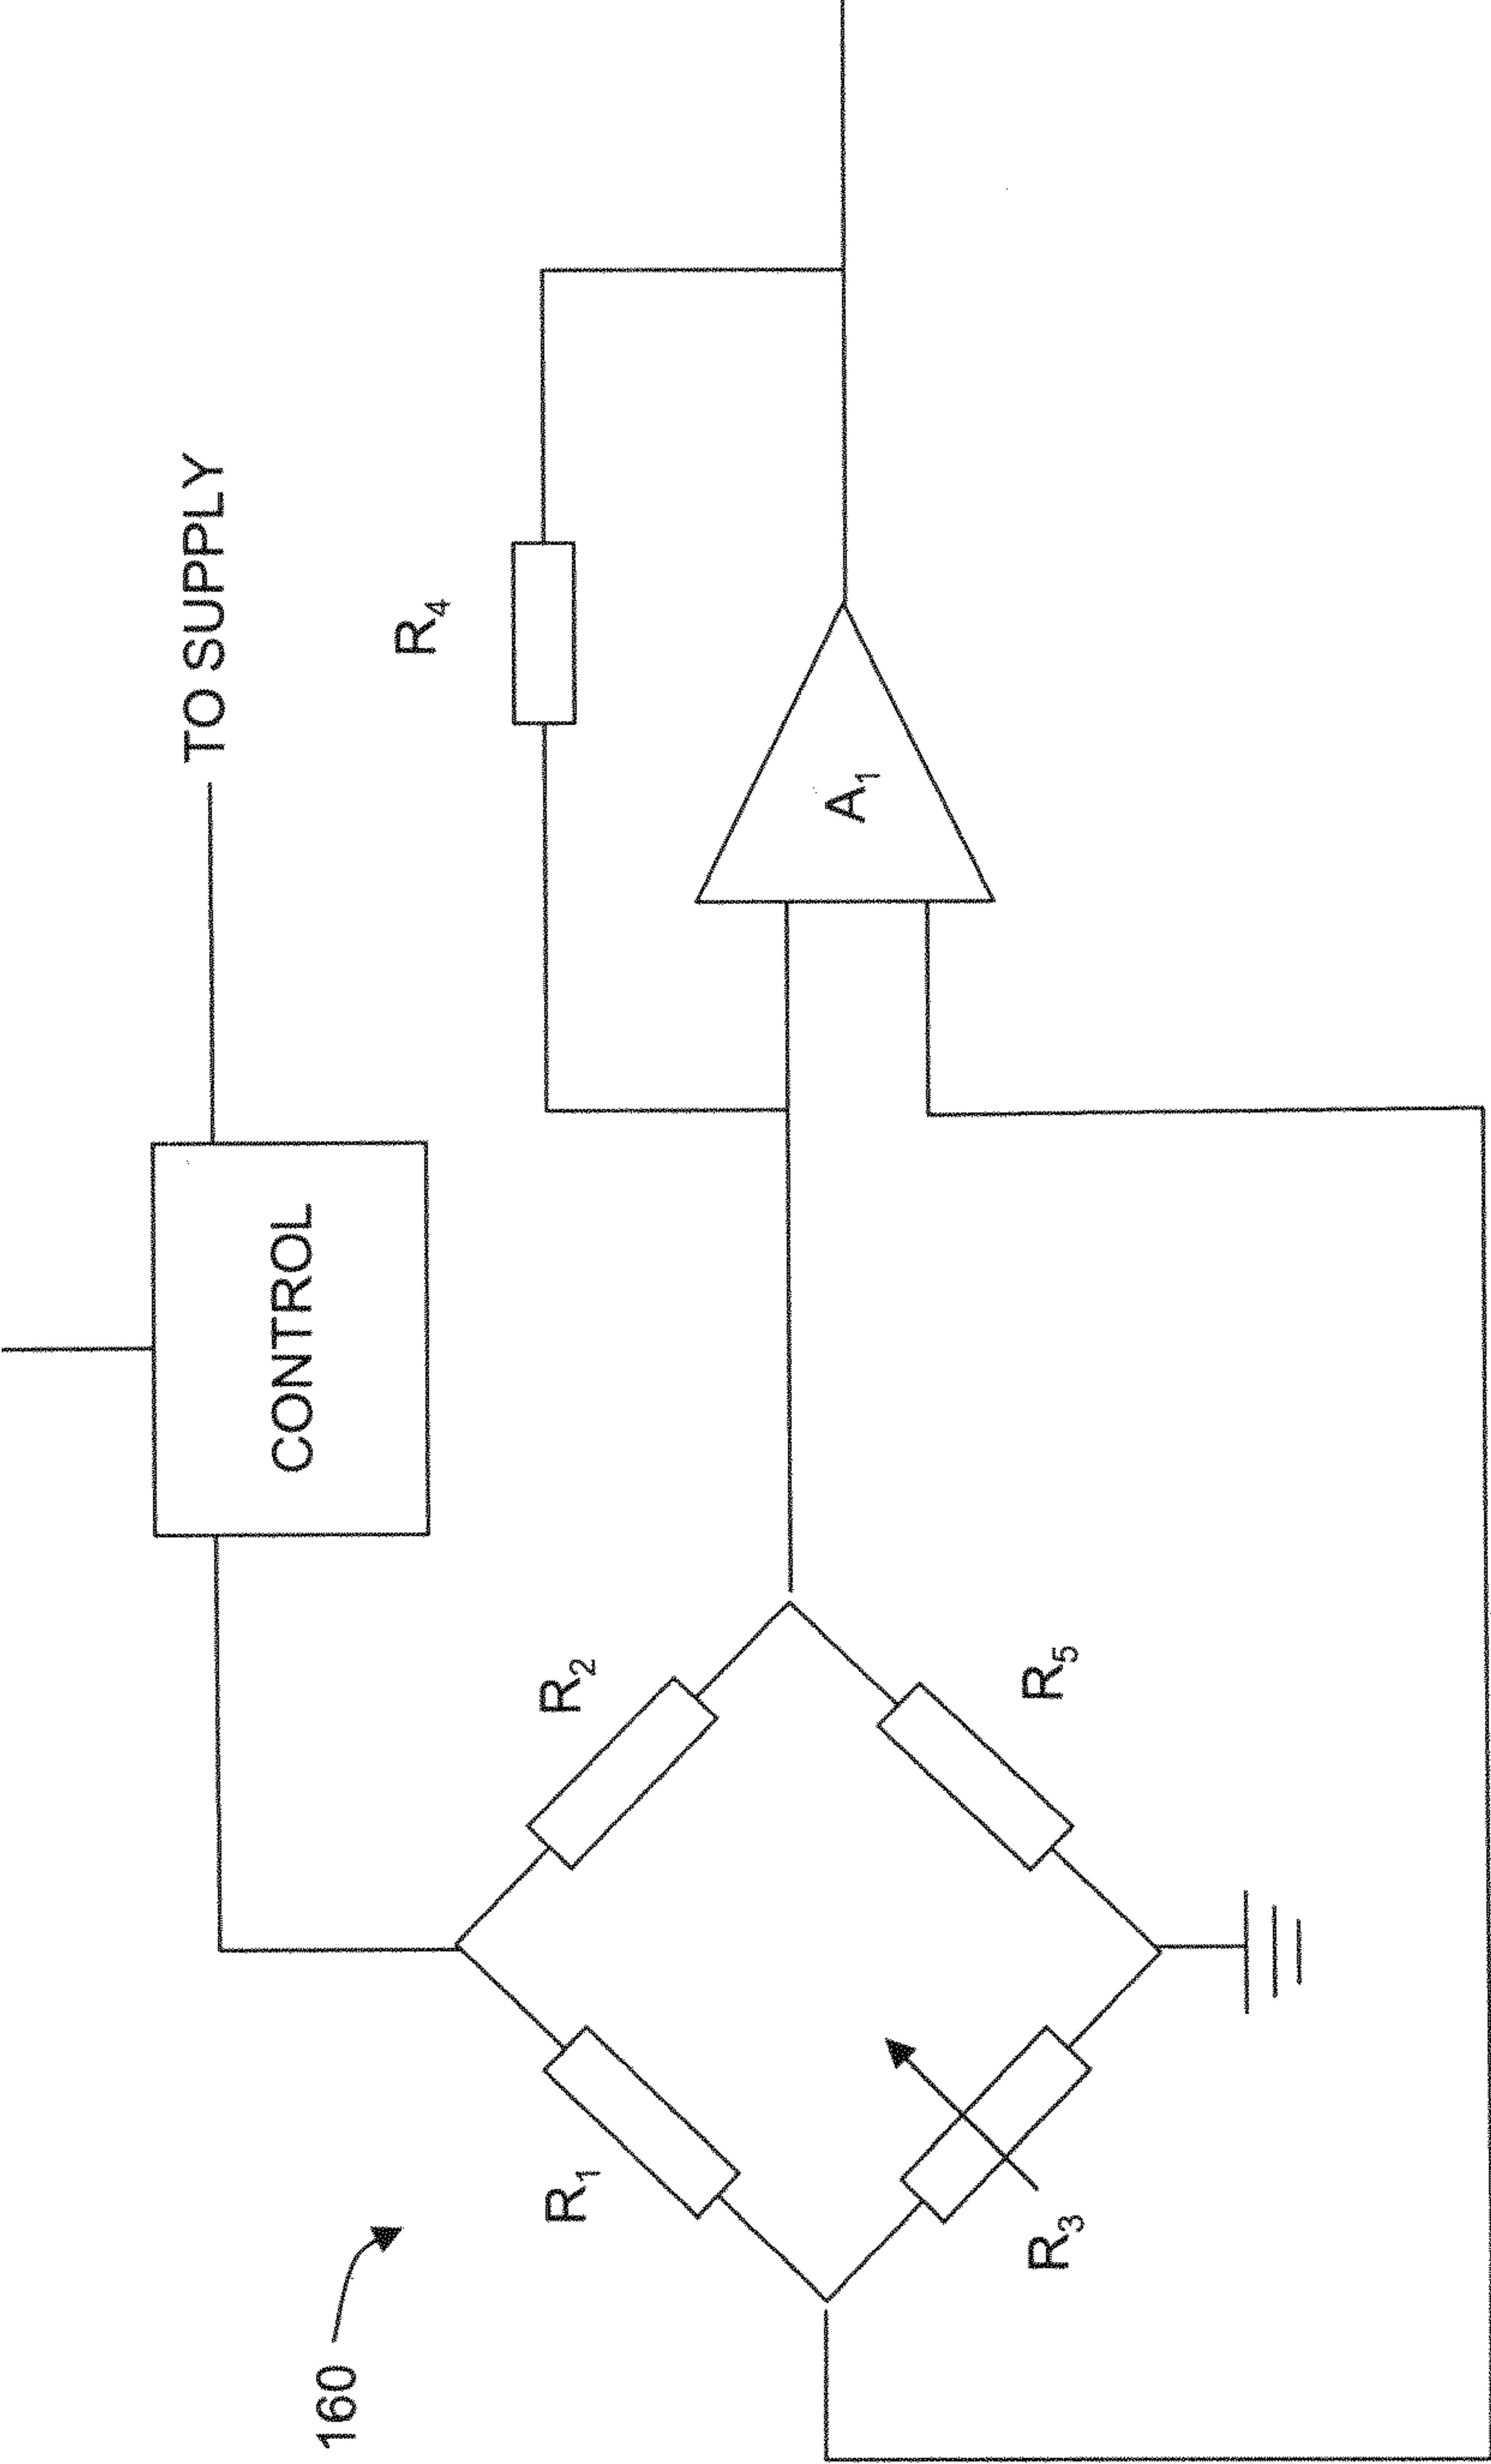 160
CONTROL
TO SUPPLY
R1
R2
R3
R5
R4
A1